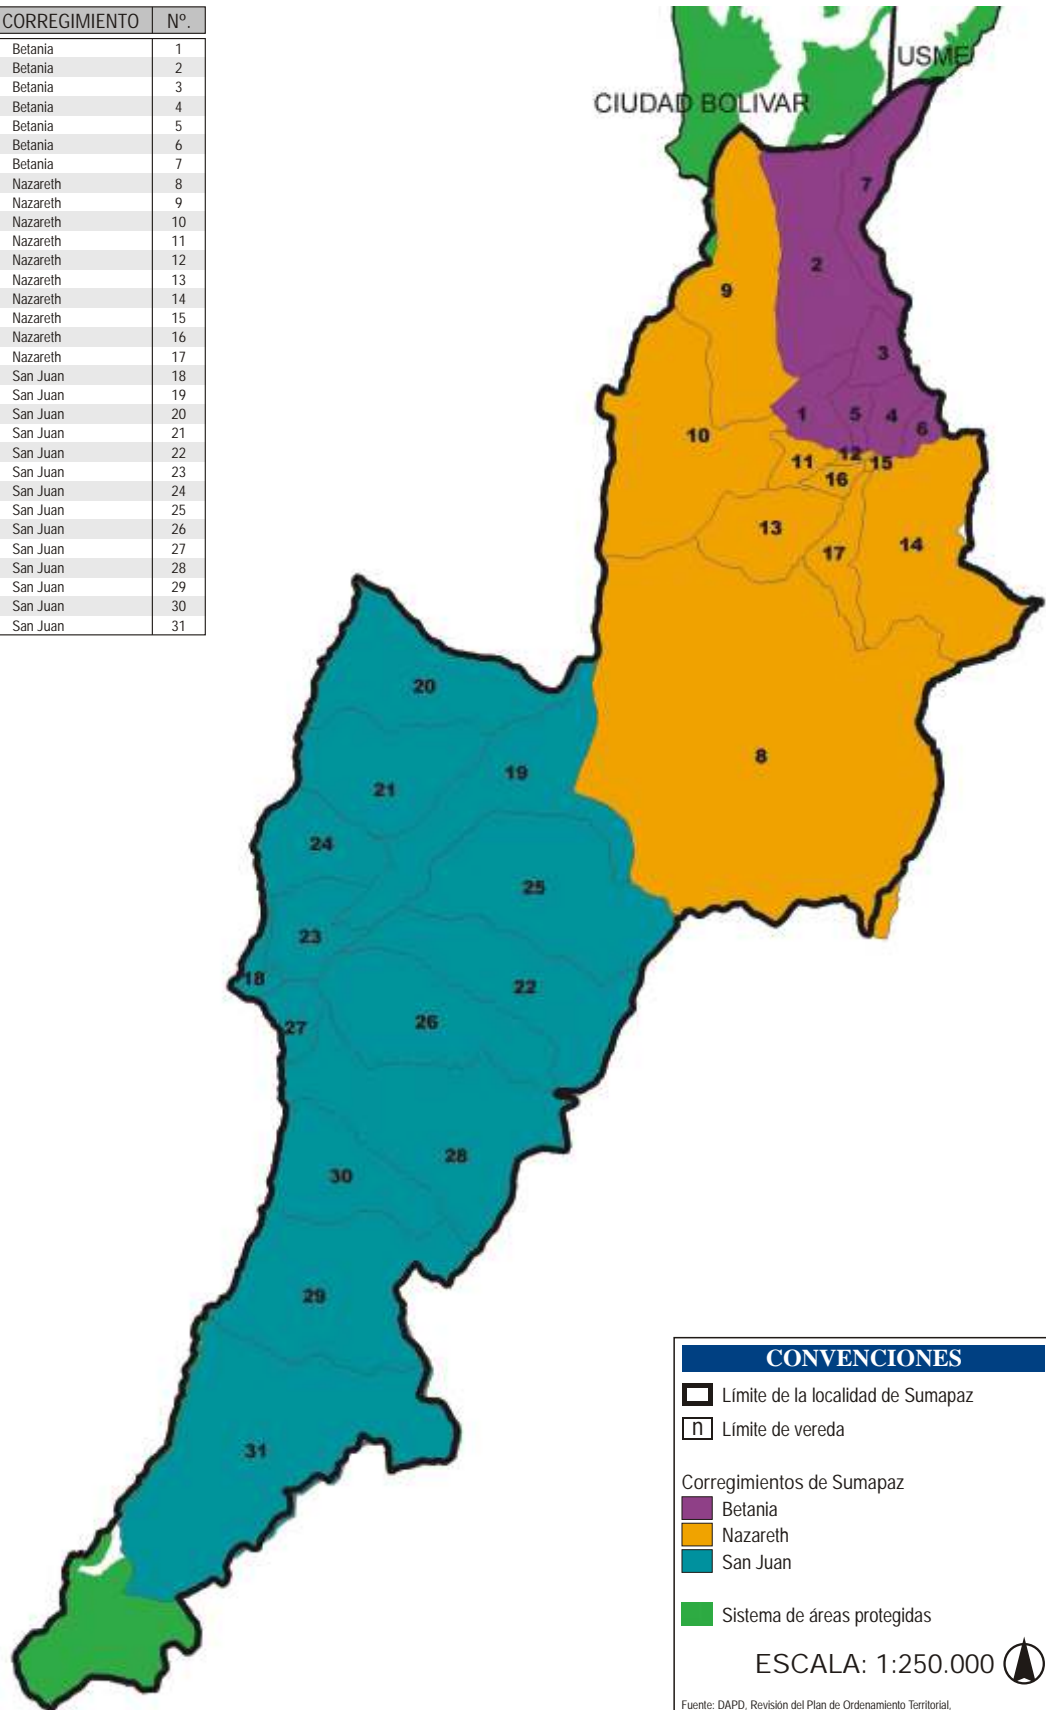 CORREGIMIENTO Nº.
Betania 1
Betania 2
Betania 3
Betania 4
Betania 5
Betania 6
Betania 7
Nazareth 8
Nazareth 9
Nazareth 10
Nazareth 11
Nazareth 12
Nazareth 13
Nazareth 14
Nazareth 15
Nazareth 16
Nazareth 17
San Juan 18
San Juan 19
San Juan 20
San Juan 21
San Juan 22
San Juan 23
San Juan 24
San Juan 25
San Juan 26
San Juan 27
San Juan 28
San Juan 29
San Juan 30
San Juan 31
USME
CIUDAD BOLIVAR
7
2
9
3
1
5
4
6
10
12
11
15
16
13
17
14
20
8
19
21
24
25
23
18
22
26
27
28
30
29
31
CONVENCIONES
Límite de la localidad de Sumapaz
n Límite de vereda
Corregimientos de Sumapaz
Betania
Nazareth
San Juan
Sistema de áreas protegidas
ESCALA: 1:250.000
Fuente: DAPD, Revisión del Plan de Ordenamiento Territorial,